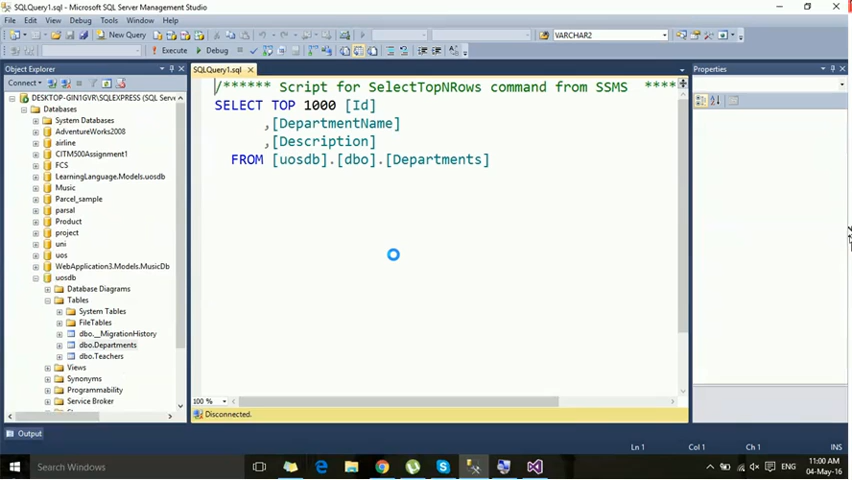 SQLQuery1.sql - Microsoft SQL Server Management Studio
File Edit View Debug Tools Window Help
New Query
VARCHAR2
Execute Debug
Object Explorer
Connect
DESKTOP-GIN1GVR\SQLEXPRESS (SQL Serve
Databases
System Databases
AdventureWorks2008
airline
CITM500Assignment1
FCS
LearningLanguage.Models.uosdb
Music
Parcel_sample
parsal
Product
project
uni
uos
WebApplication3.Models.MusicDb
uosdb
Database Diagrams
Tables
System Tables
FileTables
dbo.__MigrationHistory
dbo.Departments
dbo.Teachers
Views
Synonyms
Programmability
Service Broker
SQLQuery1.sql
/****** Script for SelectTopNRows command from SSMS ****
SELECT TOP 1000 [Id]
,[DepartmentName]
,[Description]
FROM [uosdb].[dbo].[Departments]
100 %
Disconnected.
Properties
Output
Ln 1 Col 1 Ch 1 INS
Search Windows
ENG
11:00 AM
04-May-16